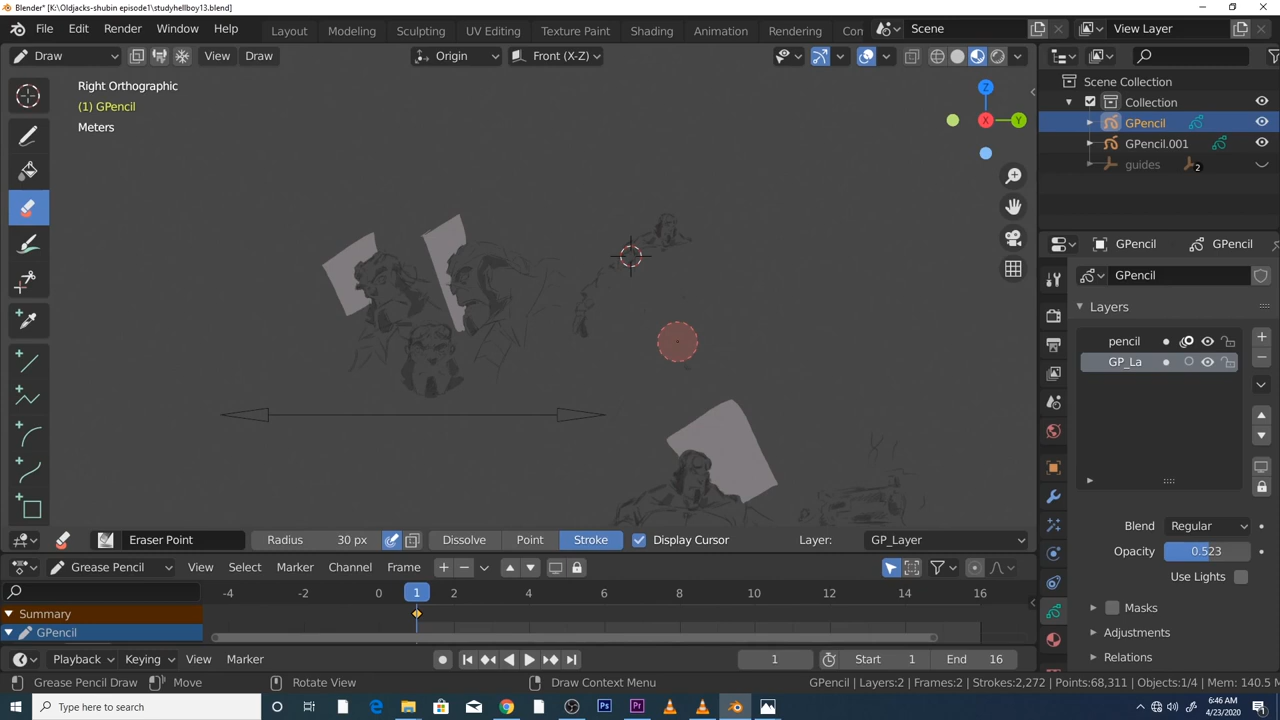 Blender* [K:\Oldjacks-shubin episode1\studyhellboy13.blend]
File Edit Render Window Help Layout Modeling Sculpting UV Editing Texture Paint Shading Animation Rendering Scene View Layer
Draw View Draw Origin Front (X-Z)
Right Orthographic
(1) GPencil
Meters
Z
X
Y
Scene Collection
Collection
GPencil
GPencil.001
guides 2
GPencil GPencil
GPencil
Layers
pencil
GP_La
Blend Regular
Opacity 0.523
Use Lights
Masks
Adjustments
Relations
Eraser Point Radius 30 px Dissolve Point Stroke Display Cursor Layer: GP_Layer
Grease Pencil View Select Marker Channel Frame
-4 -2 0 1 2 4 6 8 10 12 14 16
Summary
GPencil
Playback Keying View Marker 1 Start 1 End 16
Grease Pencil Draw Move Rotate View Draw Context Menu GPencil | Layers:2 | Frames:2 | Strokes:2,272 | Points:68,311 | Objects:1/4 | Mem: 140.5 M
Type here to search
6:46 AM
4/23/2020